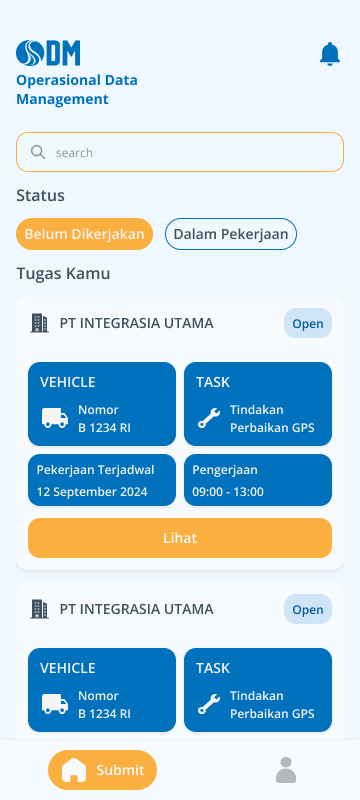 ODM
Operasional Data
Management
search
Status
Belum Dikerjakan
Dalam Pekerjaan
Tugas Kamu
PT INTEGRASIA UTAMA
Open
VEHICLE
Nomor
B 1234 RI
TASK
Tindakan
Perbaikan GPS
Pekerjaan Terjadwal
12 September 2024
Pengerjaan
09:00 - 13:00
Lihat
PT INTEGRASIA UTAMA
Open
VEHICLE
Nomor
B 1234 RI
TASK
Tindakan
Perbaikan GPS
Submit